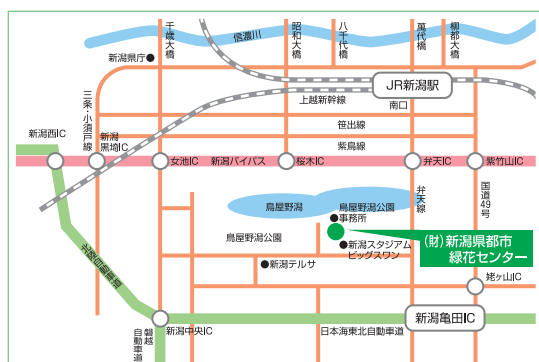 千歳大橋
信濃川
昭和大橋
八千代橋
萬代橋
柳都大橋
新潟県庁
JR新潟駅
上越新幹線
南口
三条・小須戸線
笹出線
新潟西IC
新潟
黒埼IC
紫鳥線
女池IC
新潟バイパス
桜木IC
弁天IC
紫竹山IC
弁天線
国道49号
鳥屋野潟
鳥屋野潟公園
事務所
鳥屋野潟公園
(財)新潟県都市
緑花センター
新潟スタジアム
ビッグスワン
新潟テルサ
北陸自動車道
姥ヶ山IC
新潟中央IC
日本海東北自動車道
新潟亀田IC
磐越
自動車道